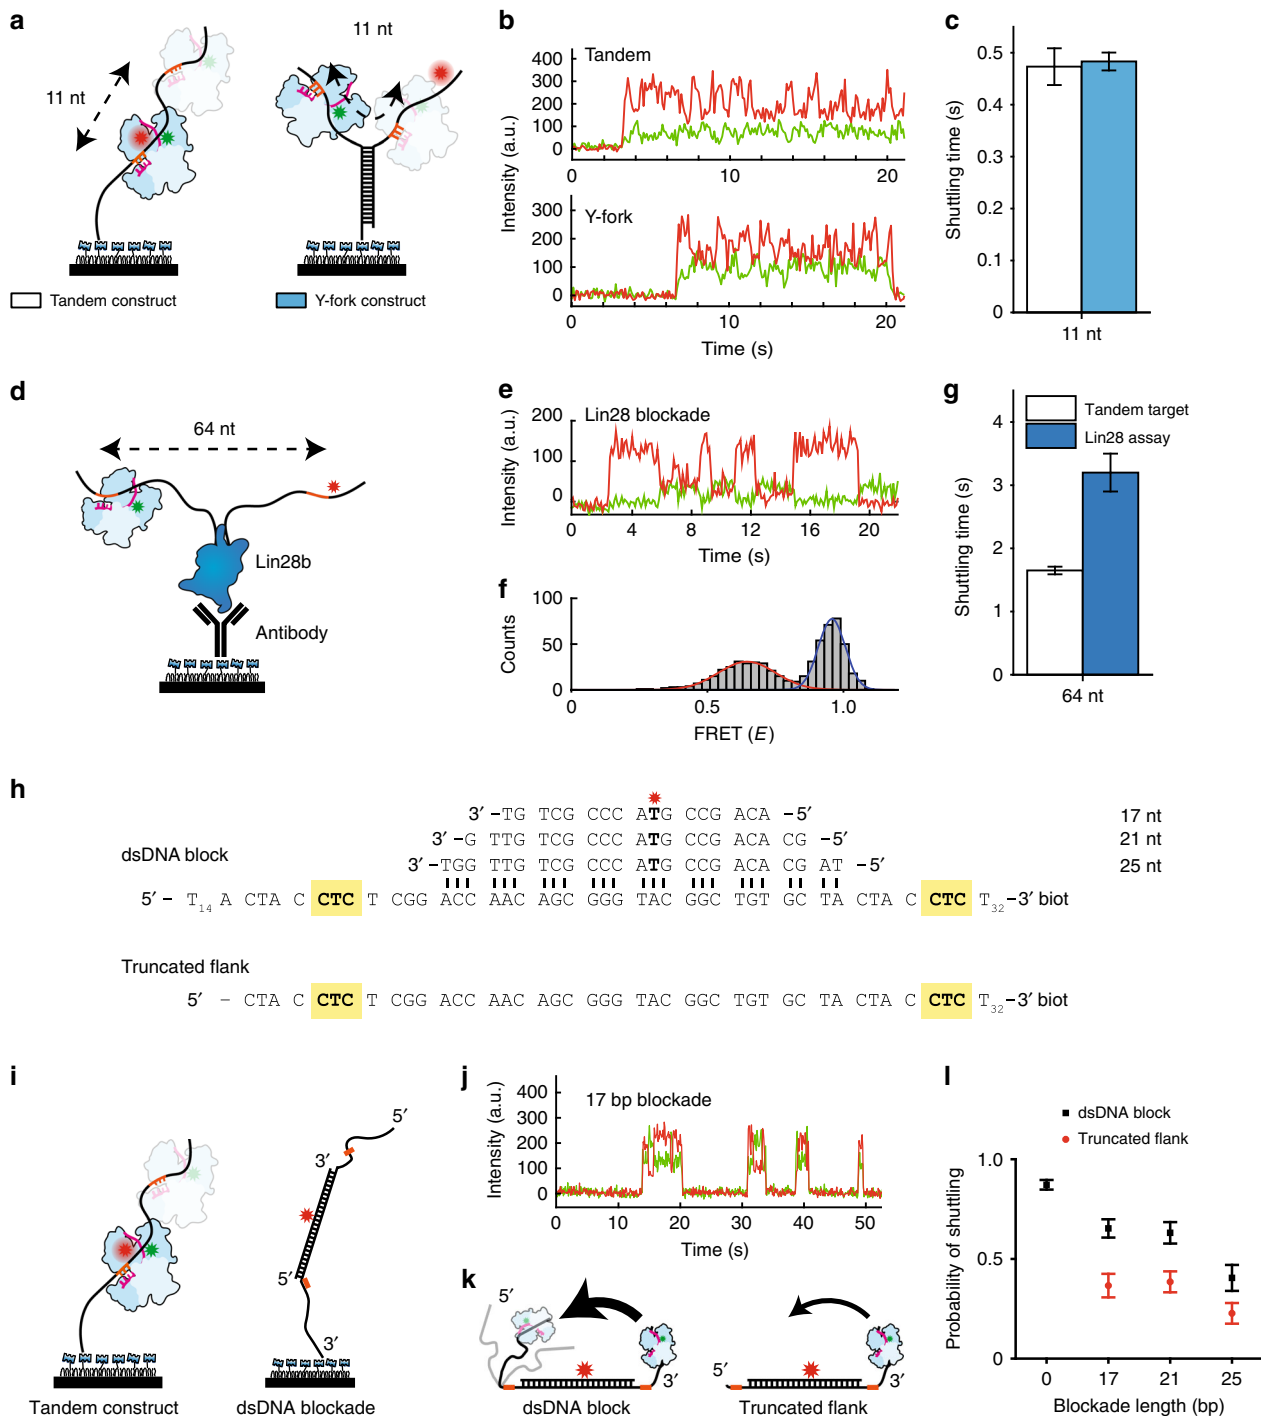 a
11 nt
11 nt
Tandem construct
Y-fork construct
b
Tandem
Intensity (a.u.)
400
300
200
100
0
0
10
20
Y-fork
300
200
100
0
0
10
20
Time (s)
c
Shuttling time (s)
0.5
0.4
0.3
0.2
0.5
0
11 nt
d
64 nt
Lin28b
Antibody
e
Lin28 blockade
Intensity (a.u.)
200
100
0
0
4
8
12
16
20
Time (s)
f
Counts
100
50
0
0
0.5
1.0
FRET (E)
g
Tandem target
Lin28 assay
Shuttling time (s)
4
3
2
1
0
64 nt
h
3′ –TG TCG CCC ATG CCG ACA –5′ 17 nt
3′ –G TTG TCG CCC ATG CCG ACA CG –5′ 21 nt
dsDNA block
3′ –TGG TTG TCG CCC ATG CCG ACA CG AT –5′ 25 nt
5′ – T14 A CTA C CTC T CGG ACC AAC AGC GGG TAC GGC TGT GC TA CTAC C CTC T32–3′ biot
Truncated flank
5′ – CTA C CTC T CGG ACC AAC AGC GGG TAC GGC TGT GC TA CTAC C CTC T32–3′ biot
i
5′
3′
5′
3′
Tandem construct
dsDNA blockade
j
17 bp blockade
Intensity (a.u.)
400
300
200
100
0
0
10
20
30
40
50
Time (s)
k
5′
3′
dsDNA block
3′
Truncated flank
l
dsDNA block
Truncated flank
Probability of shuttling
1.0
0.5
0
0
17
21
25
Blockade length (bp)